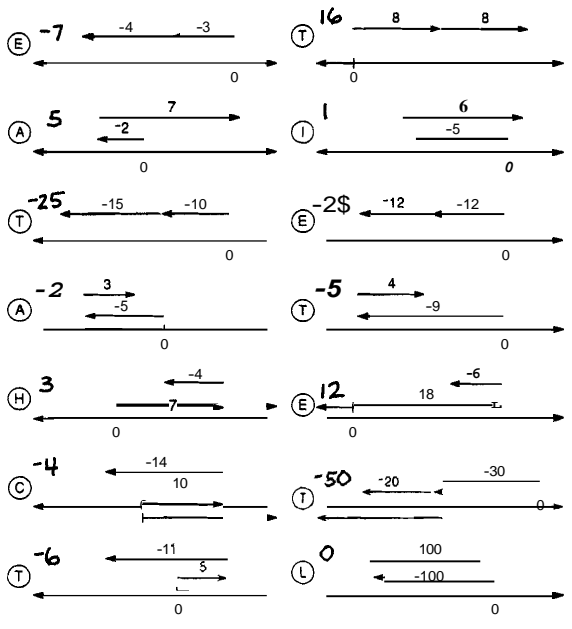 E -7 -4 -3 0
T 16 8 8 0
A 5 7 -2 0
I 1 6 -5 0
T -25 -15 -10 0
E -2$ -12 -12 0
A -2 3 -5 0
T -5 4 -9 0
H 3 -4 7 0
E 12 -6 18 0
C -4 -14 10
T -50 -30 -20 0
T -6 -11 5 0
L 0 100 -100 0